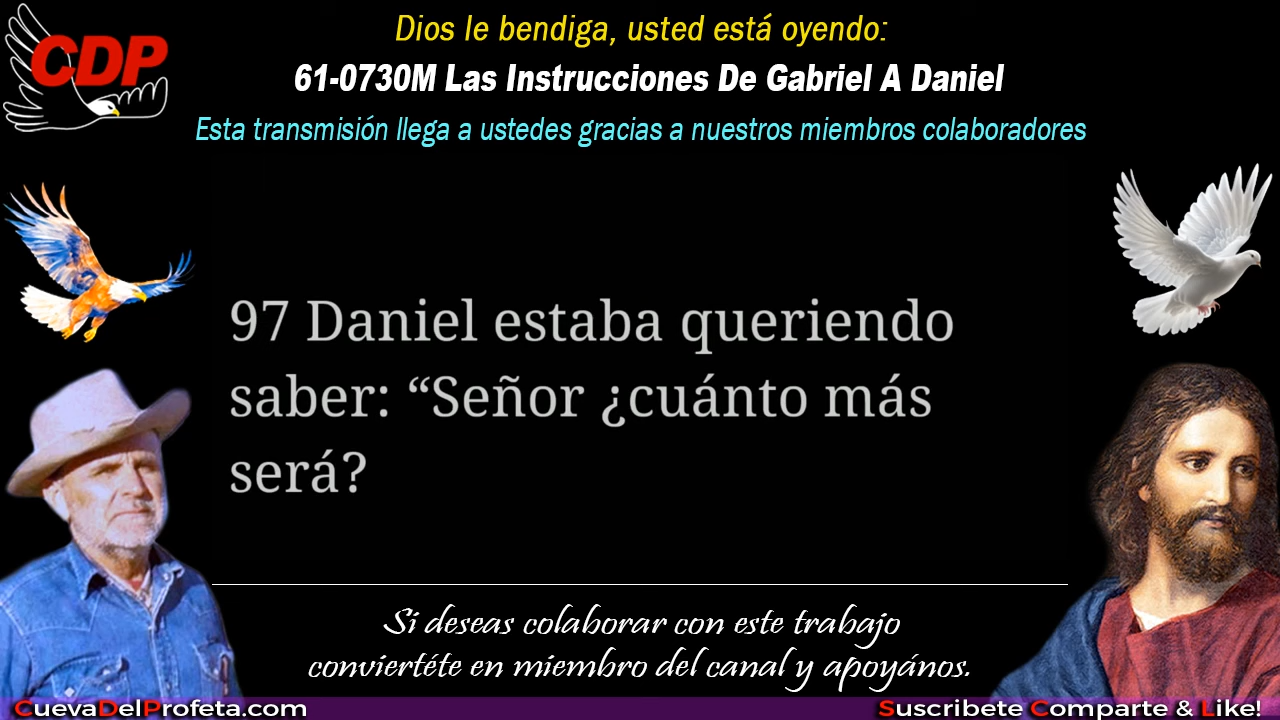 CDP
Dios le bendiga, usted está oyendo:
61-0730M Las Instrucciones De Gabriel A Daniel
Esta transmisión llega a ustedes gracias a nuestros miembros colaboradores
97 Daniel estaba queriendo
saber: “Señor ¿cuánto más
será?
Si deseas colaborar con este trabajo
conviertéte en miembro del canal y apoyános.
CuevaDelProfeta.com
Suscribete Comparte & Like!